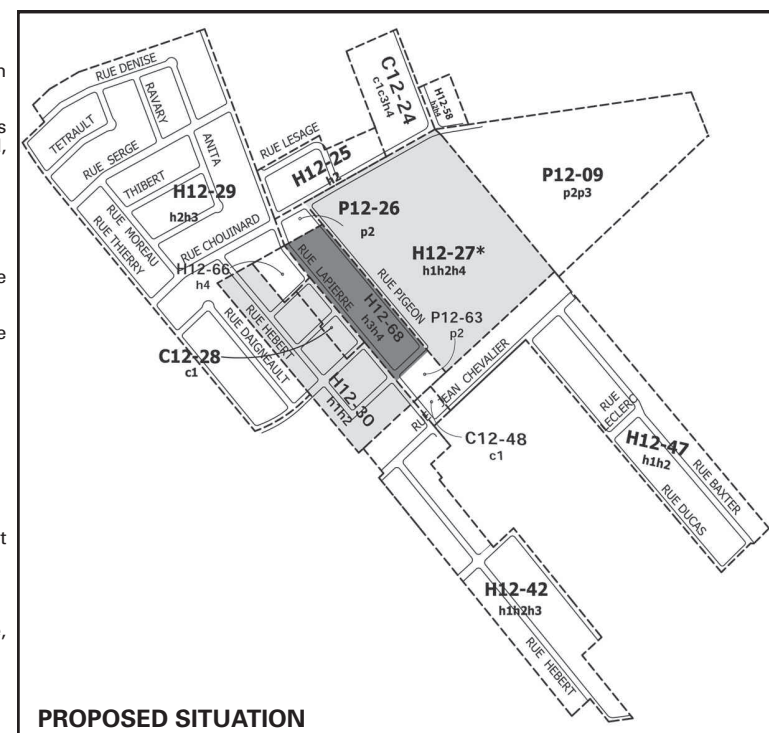 n
s
,
e
e
t
,
RUE DENISE
TETRAULT
RAVARY
RUE SERGE
ANITA
THIBERT
H12-29
h2h3
RUE MOREAU
RUE THIERRY
RUE CHOUINARD
RUE LESAGE
H12-25
h2
C12-24
c1c3h4
H12-58
P12-09
p2p3
P12-26
p2
H12-27*
h1h2h4
RUE PIGEON
RUE LAPIERRE
H12-68
h3h4
H12-66
h4
RUE HEBERT
RUE DAIGNEAULT
C12-28
c1
H12-30
h1h2
P12-63
p2
JEAN CHEVALIER
C12-48
c1
RUE LECLERC
H12-47
h1h2
RUE BAXTER
RUE DUCAS
H12-42
h1h2h3
RUE HEBERT
PROPOSED SITUATION